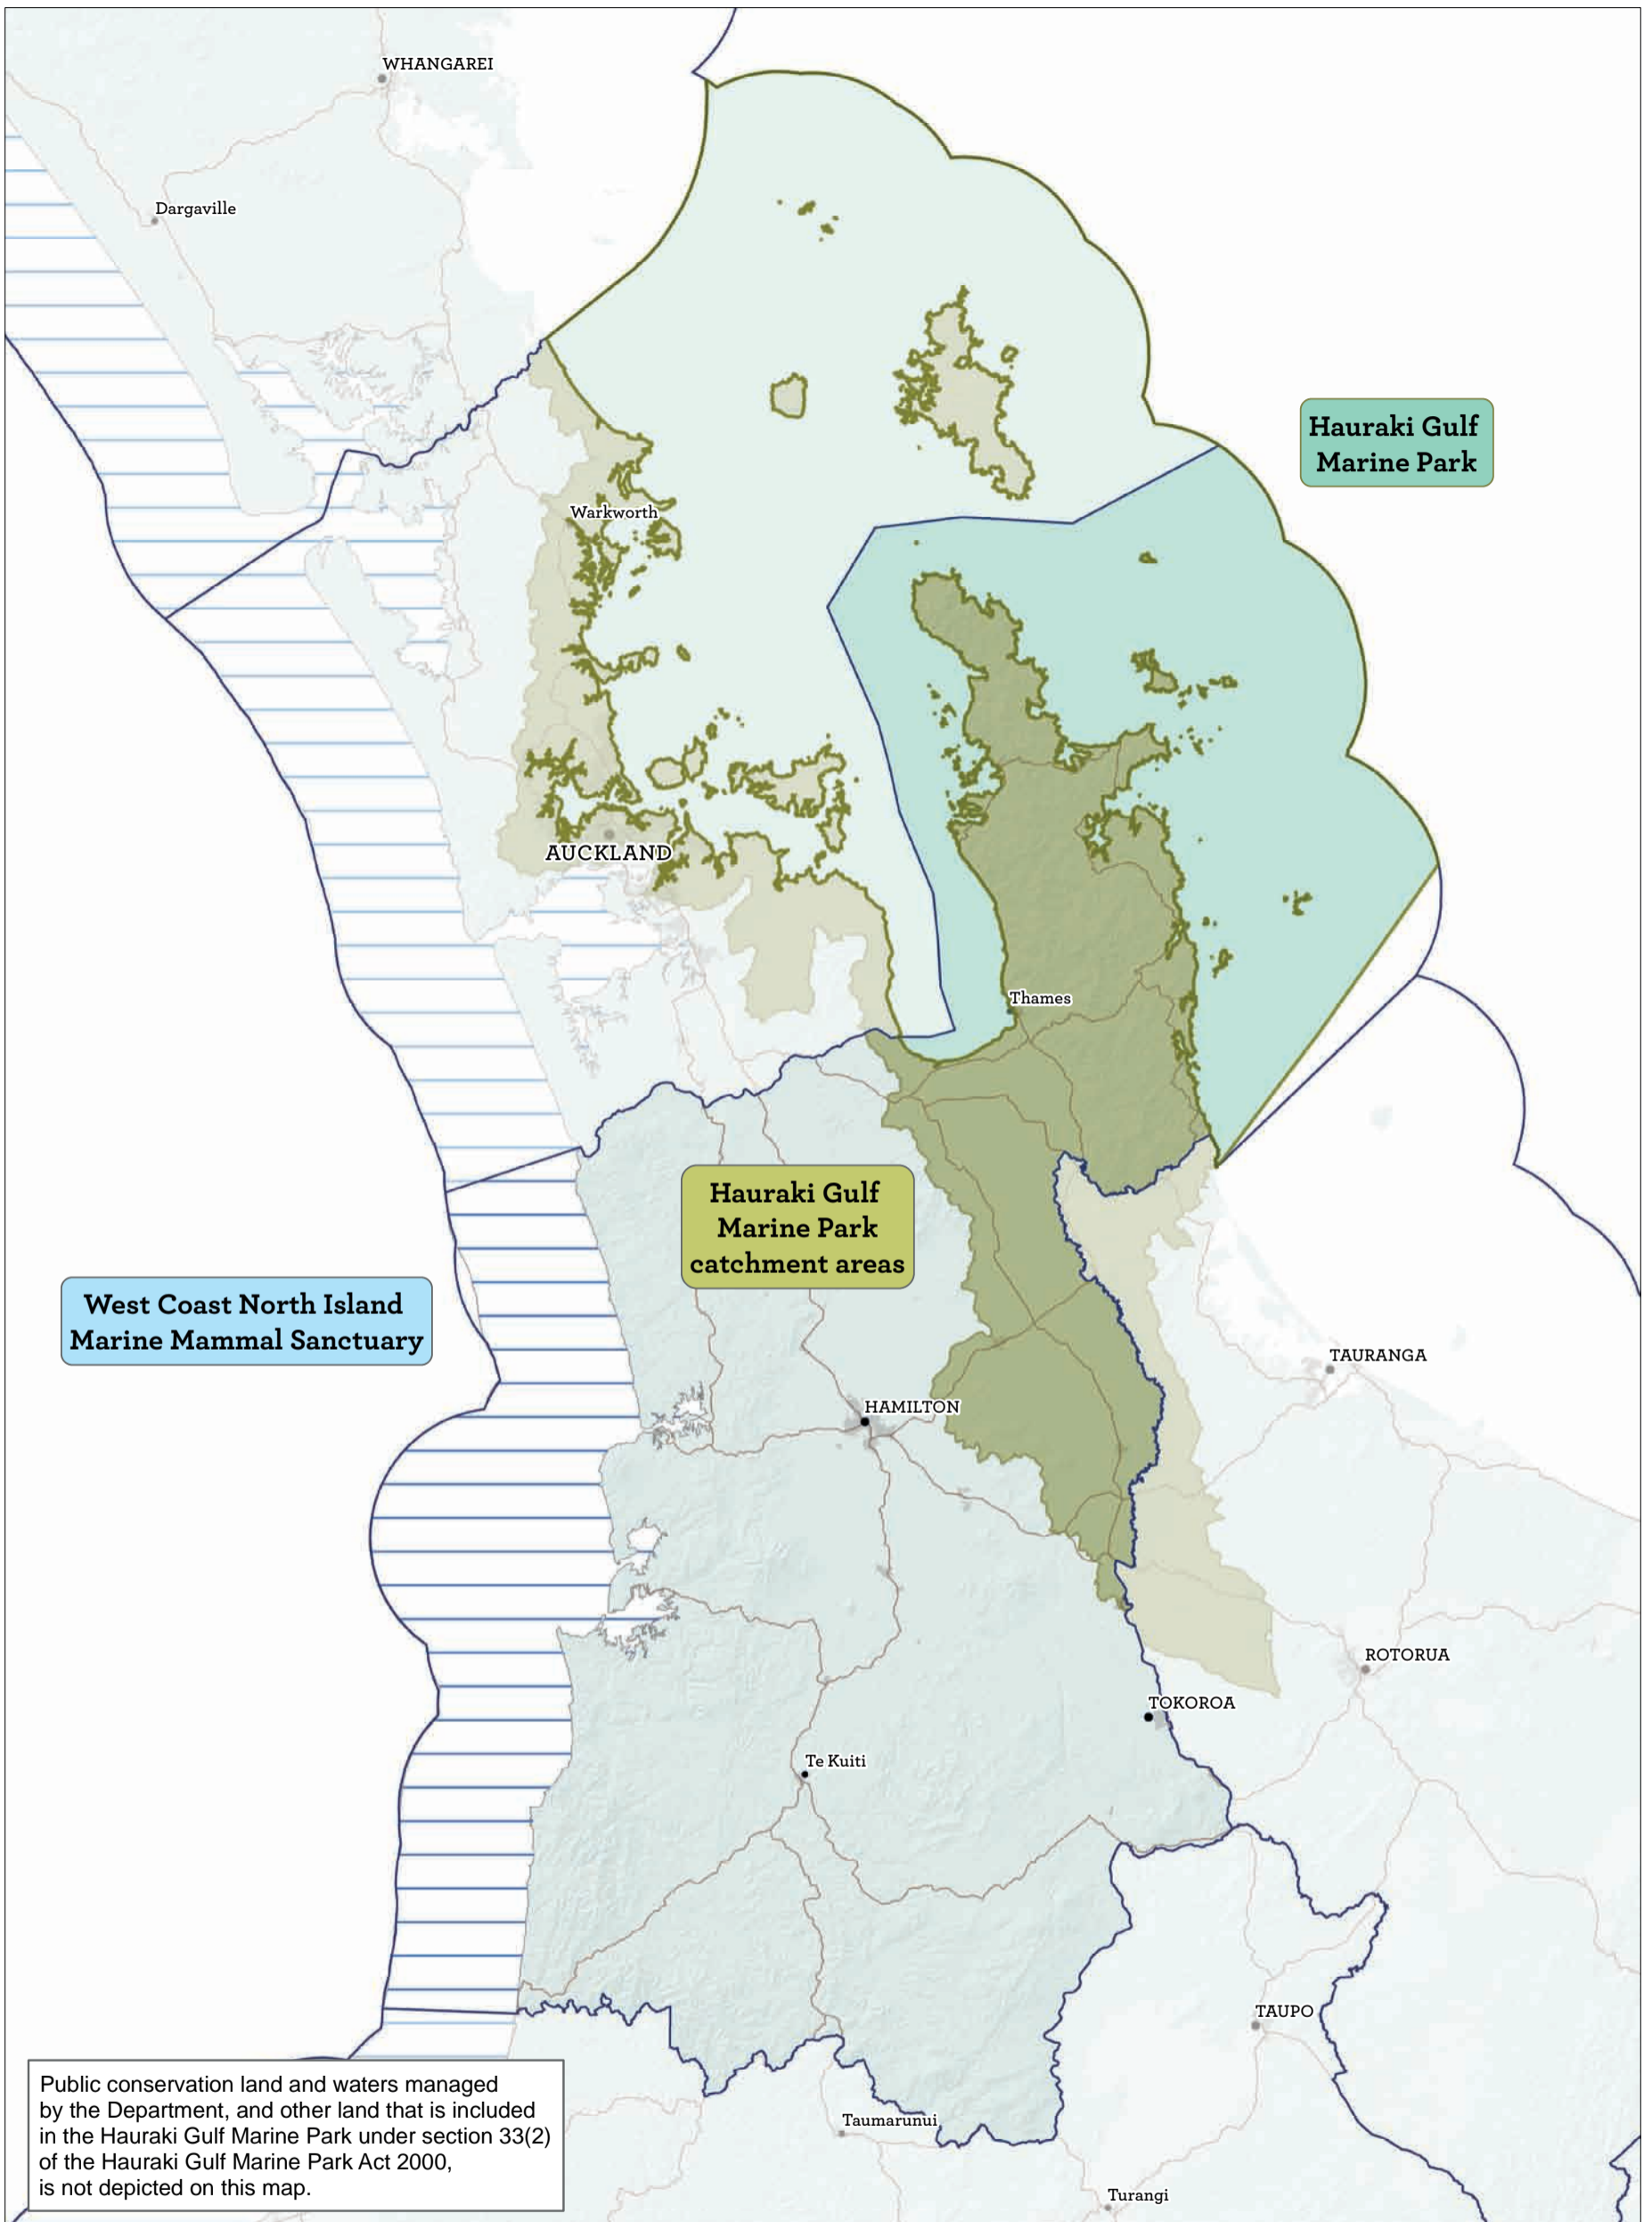 WHANGAREI
Dargaville
Hauraki Gulf
Marine Park
Warkworth
AUCKLAND
Thames
Hauraki Gulf
Marine Park
catchment areas
West Coast North Island
Marine Mammal Sanctuary
TAURANGA
HAMILTON
ROTORUA
TOKOROA
Te Kuiti
TAUPO
Public conservation land and waters managed
by the Department, and other land that is included
in the Hauraki Gulf Marine Park under section 33(2)
of the Hauraki Gulf Marine Park Act 2000,
is not depicted on this map.
Taumarunui
Turangi